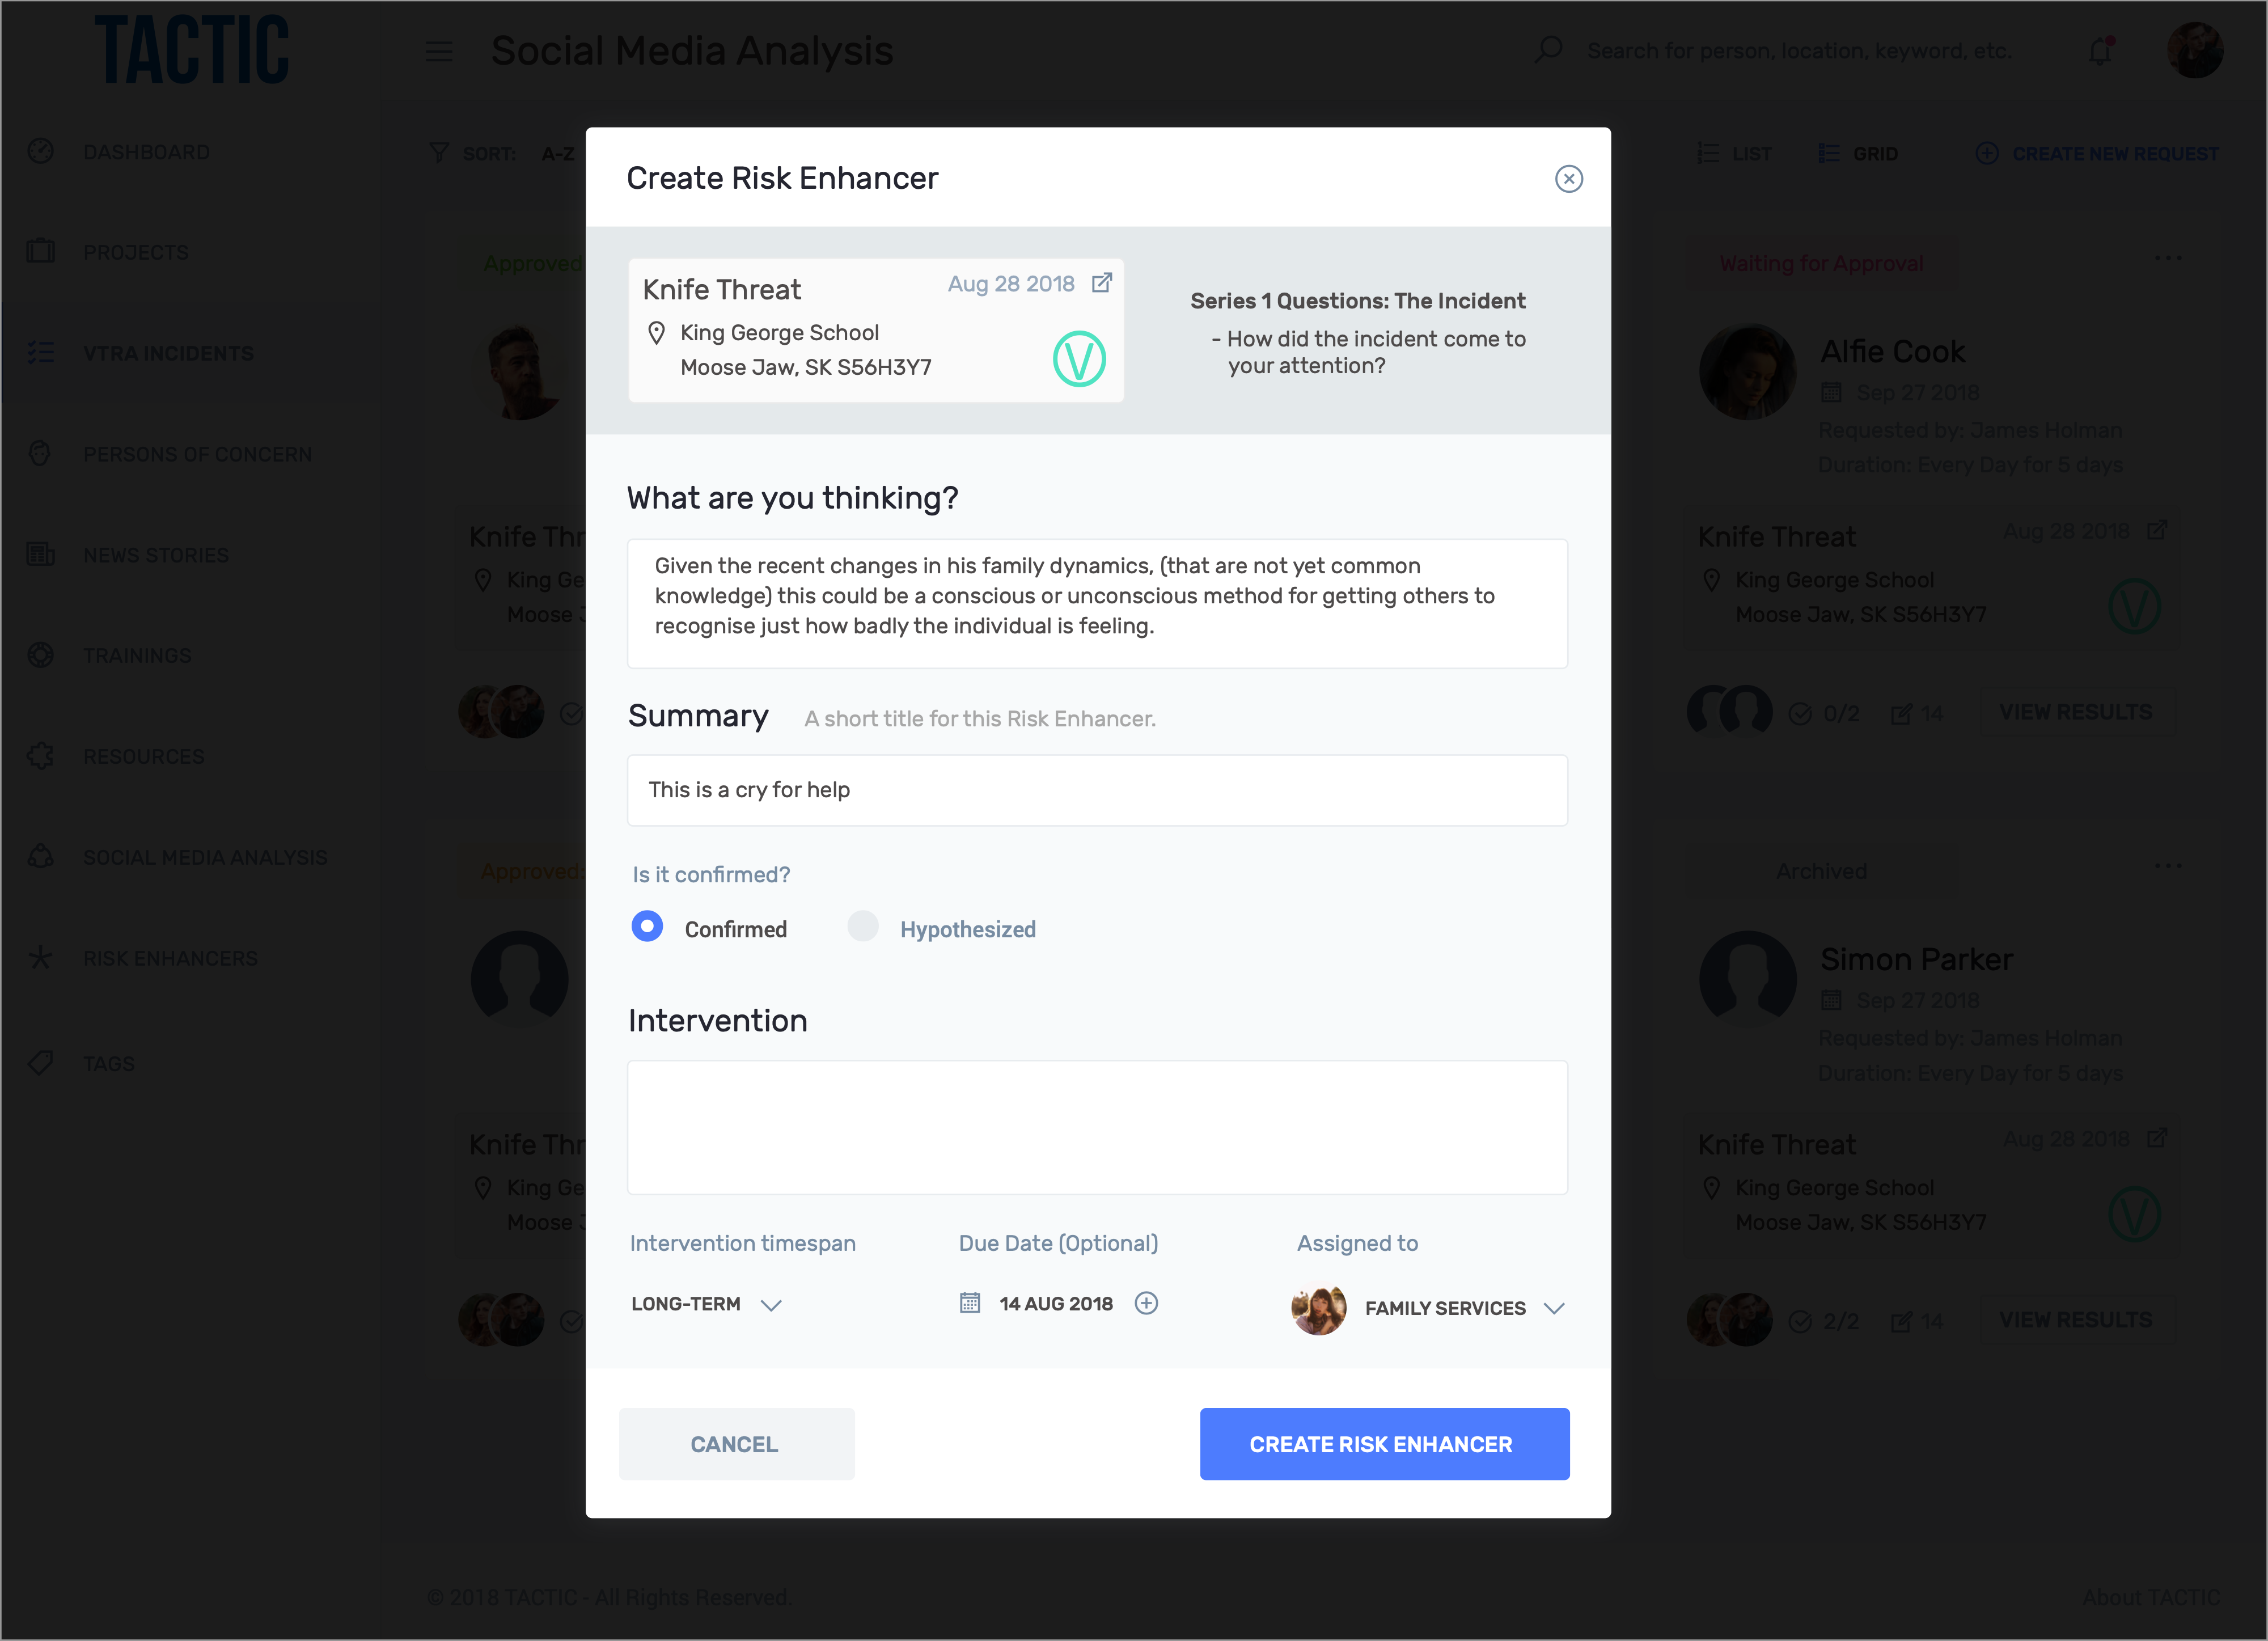 TACTIC
Social Media Analysis
Search for person, location, keyword, etc.
DASHBOARD
PROJECTS
VTRA INCIDENTS
PERSONS OF CONCERN
NEWS STORIES
TRAININGS
RESOURCES
SOCIAL MEDIA ANALYSIS
RISK ENHANCERS
TAGS
SORT: A-Z
LIST
GRID
CREATE NEW REQUEST
Approved
Knife Thr
King Ge
Moose J
Approved:
Knife Thr
King Ge
Moose J
Create Risk Enhancer
Knife Threat
Aug 28 2018
King George School
Moose Jaw, SK S56H3Y7
V
Series 1 Questions: The Incident
- How did the incident come to
your attention?
What are you thinking?
Given the recent changes in his family dynamics, (that are not yet common
knowledge) this could be a conscious or unconscious method for getting others to
recognise just how badly the individual is feeling.
Summary
A short title for this Risk Enhancer.
This is a cry for help
Is it confirmed?
Confirmed
Hypothesized
Intervention
Intervention timespan
Due Date (Optional)
Assigned to
LONG-TERM
14 AUG 2018
FAMILY SERVICES
CANCEL
CREATE RISK ENHANCER
Waiting for Approval
Alfie Cook
Sep 27 2018
Requested by: James Holman
Duration: Every Day for 5 days
Knife Threat
Aug 28 2018
King George School
Moose Jaw, SK S56H3Y7
V
0/2
14
VIEW RESULTS
Archived
Simon Parker
Sep 27 2018
Requested by: James Holman
Duration: Every Day for 5 days
Knife Threat
Aug 28 2018
King George School
Moose Jaw, SK S56H3Y7
V
2/2
14
VIEW RESULTS
© 2018 TACTIC - All Rights Reserved.
About TACTIC